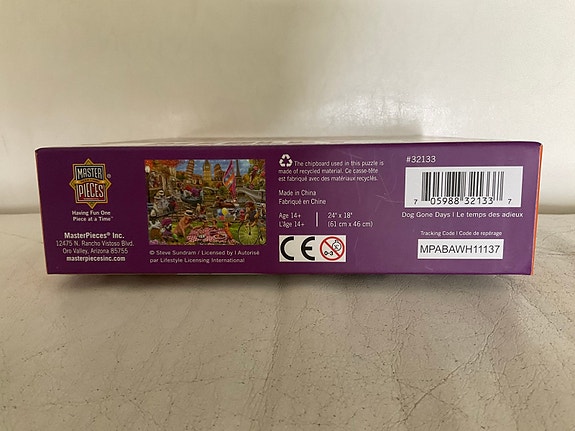 MASTER
PIECES
Having Fun One
Piece at a Time™
MasterPieces® Inc.
12475 N. Rancho Vistoso Blvd.
Oro Valley, Arizona 85755
masterpiecesinc.com
© Steve Sundram / Licensed by l Autorisé
par Lifestyle Licensing International
The chipboard used in this puzzle is
made of recycled material. Ce casse-tête
est fabriqué avec des matériaux recyclés.
Made in China
Fabriqué en Chine
Age 14+
L'âge 14+
24" x 18"
(61 cm x 46 cm)
CE
0-3
#32133
7 05988 32133 7
Dog Gone Days l Le temps des adieux
Tracking Code l Code de repérage
MPABAWH11137